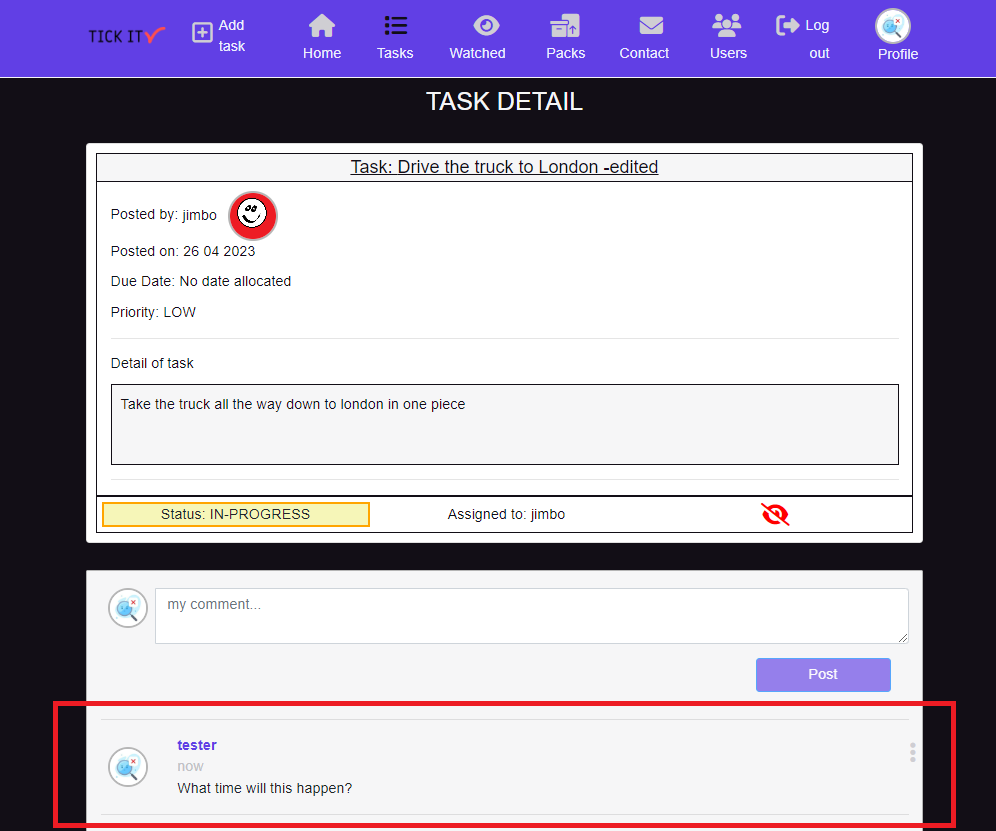 TICK IT
Add
task
Home
Tasks
Watched
Packs
Contact
Users
Log
out
Profile
TASK DETAIL
Task: Drive the truck to London -edited
Posted by: jimbo
Posted on: 26 04 2023
Due Date: No date allocated
Priority: LOW
Detail of task
Take the truck all the way down to london in one piece
Status: IN-PROGRESS
Assigned to: jimbo
my comment...
Post
tester
now
What time will this happen?